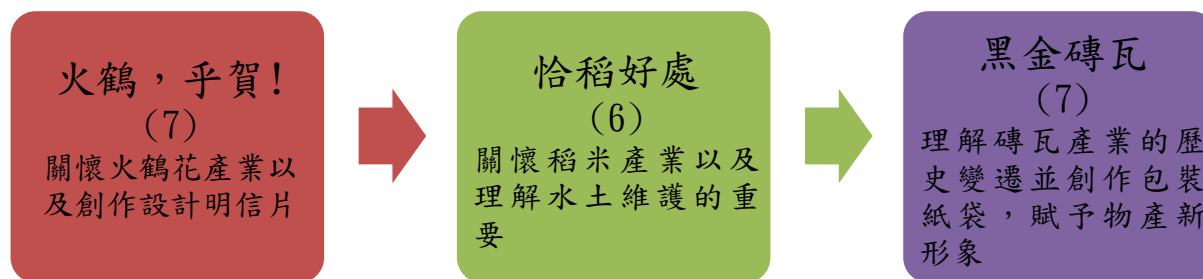 火鶴，乎賀!
(7)
關懷火鶴花產業以
及創作設計明信片
恰稻好處
(6)
關懷稻米產業以及
理解水土維護的重
要
黑金磚瓦
(7)
理解磚瓦產業的歷
史變遷並創作包裝
紙袋，賦予物產新
形象